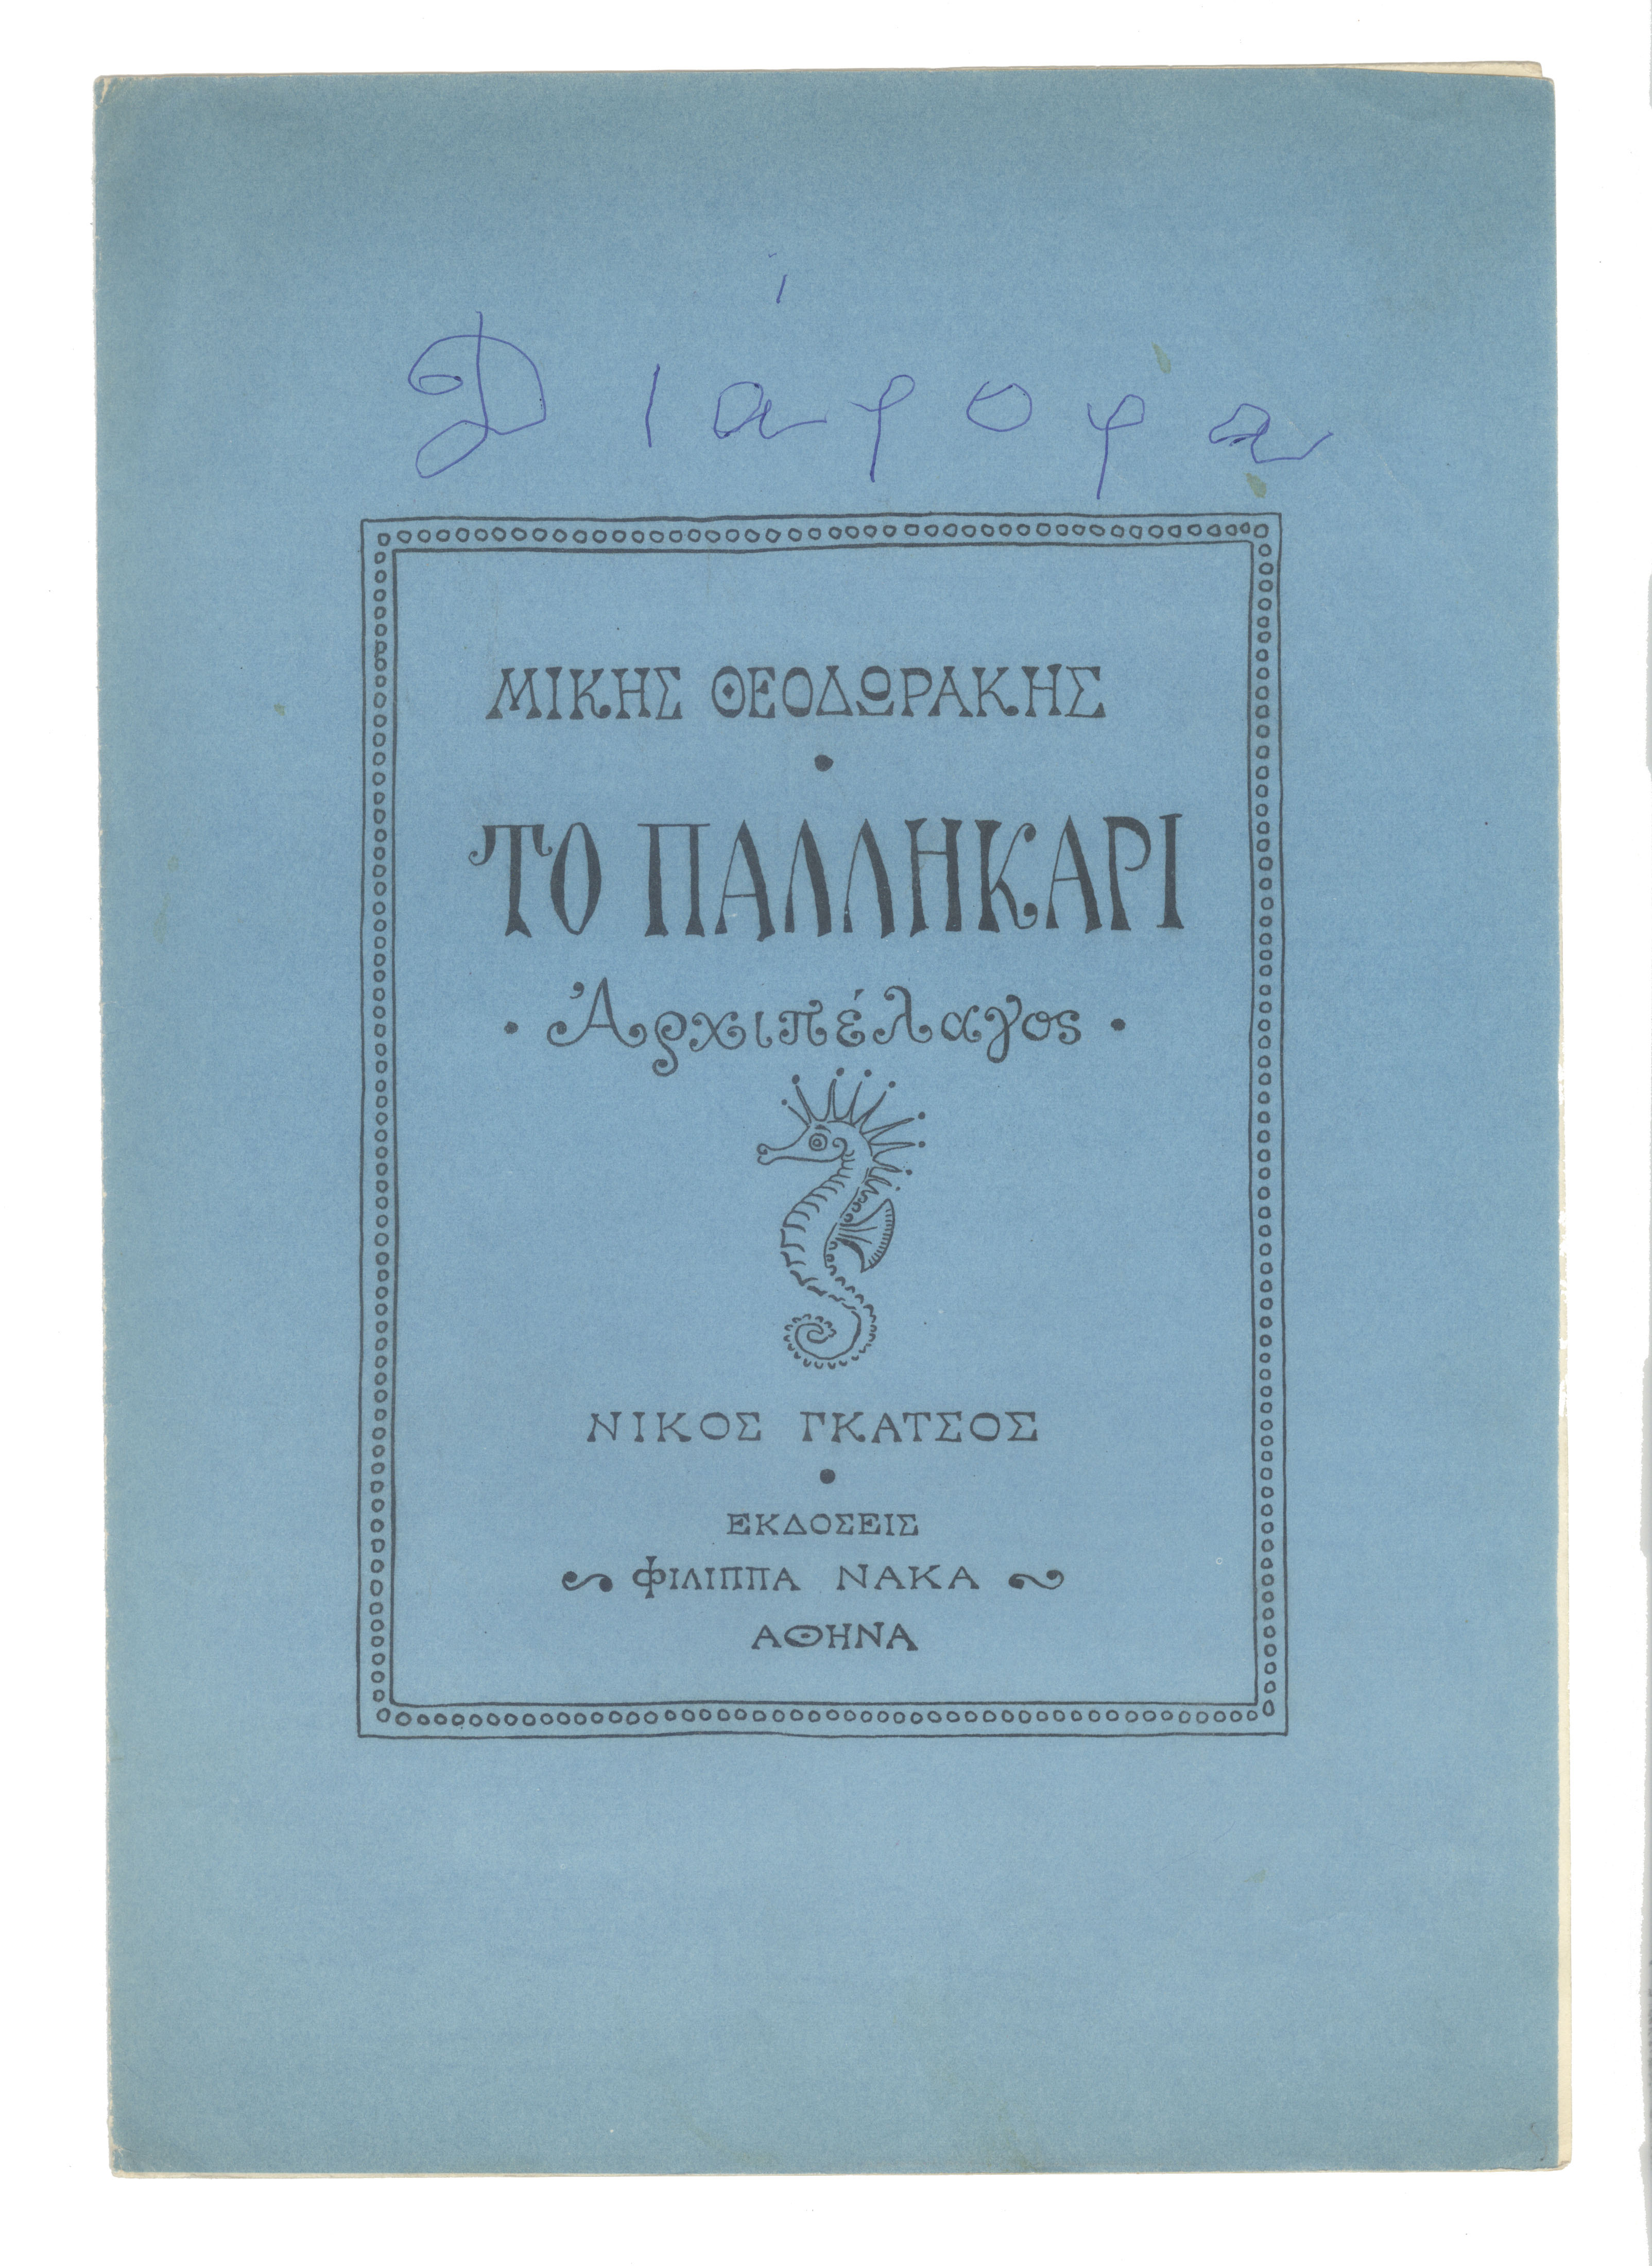 Διάφορα
ΜΙΚΗΣ ΘΕΟΔΩΡΑΚΗΣ
•
ΤΟ ΠΑΛΛΗΚΑΡΙ
• Ἀρχιπέλαγος •
ΝΙΚΟΣ ΓΚΑΤΣΟΣ
•
ΕΚΔΟΣΕΙΣ
ΦΙΛΙΠΠΑ ΝΑΚΑ
ΑΘΗΝΑ